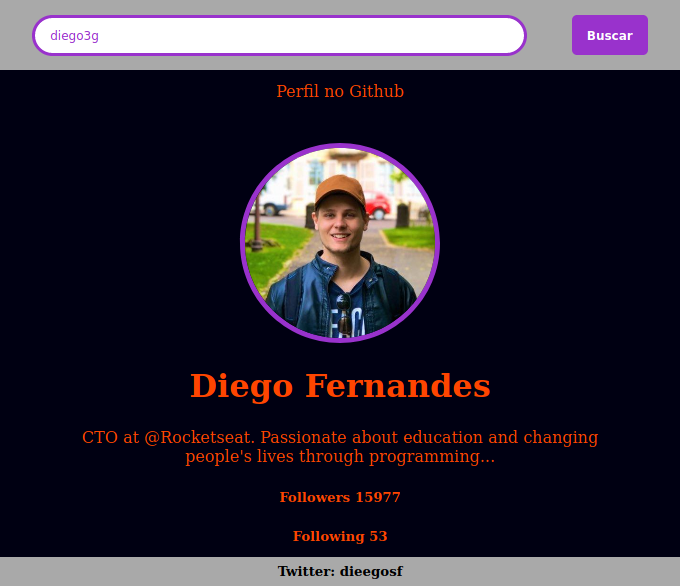 diego3g
Buscar
Perfil no Github
Diego Fernandes
CTO at @Rocketseat. Passionate about education and changing
people's lives through programming...
Followers 15977
Following 53
Twitter: dieegosf